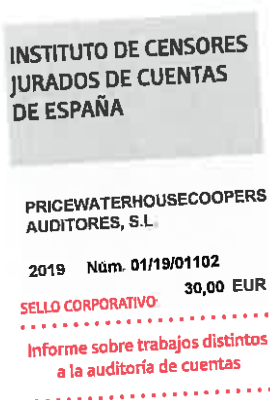 INSTITUTO DE CENSORES
JURADOS DE CUENTAS
DE ESPAÑA
PRICEWATERHOUSECOOPERS
AUDITORES, S.L.
2019 Núm. 01/19/01102
30,00 EUR
SELLO CORPORATIVO:
Informe sobre trabajos distintos
a la auditoría de cuentas